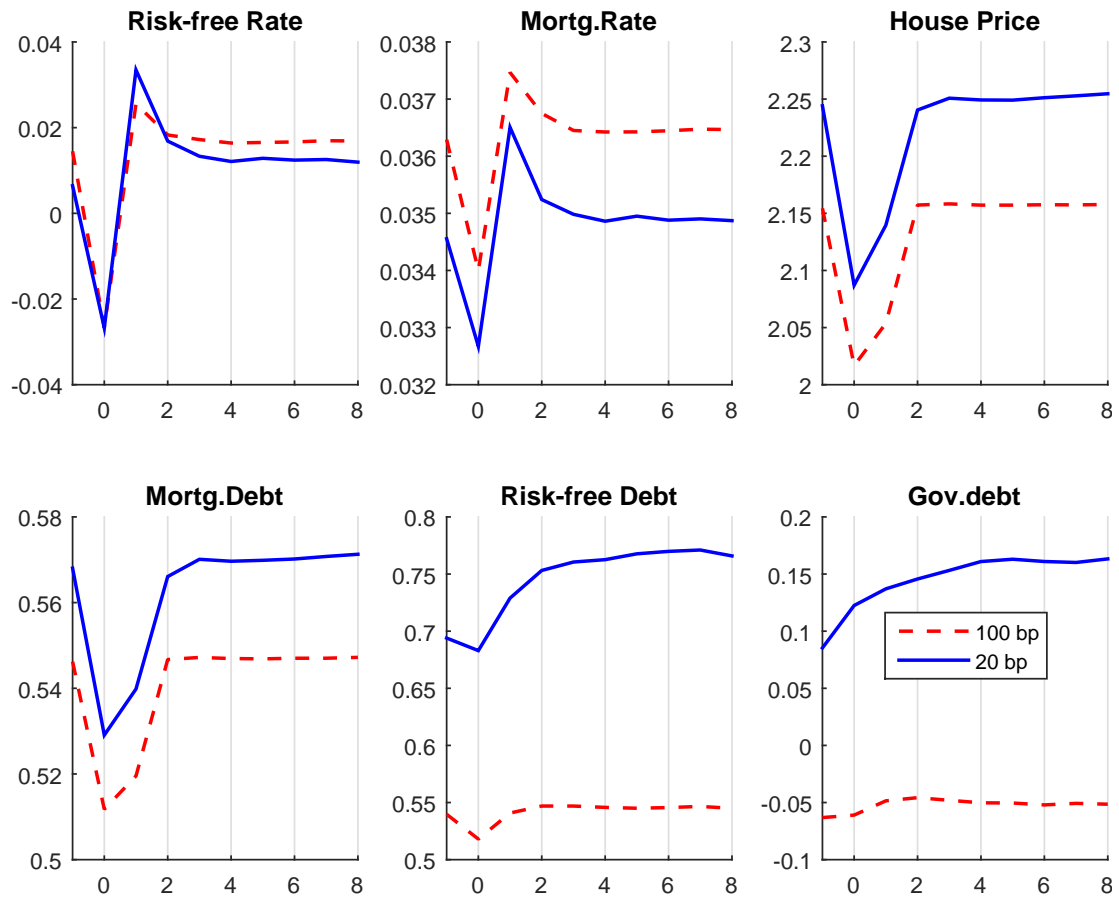 Risk-free Rate
0.04
0.02
0
-0.02
-0.04
0 2 4 6 8
Mortg.Rate
0.038
0.037
0.036
0.035
0.034
0.033
0.032
0 2 4 6 8
House Price
2.3
2.25
2.2
2.15
2.1
2.05
2
0 2 4 6 8
Mortg.Debt
0.58
0.56
0.54
0.52
0.5
0 2 4 6 8
Risk-free Debt
0.8
0.75
0.7
0.65
0.6
0.55
0.5
0 2 4 6 8
Gov.debt
0.2
0.15
0.1
0.05
0
-0.05
-0.1
0 2 4 6 8
100 bp
20 bp